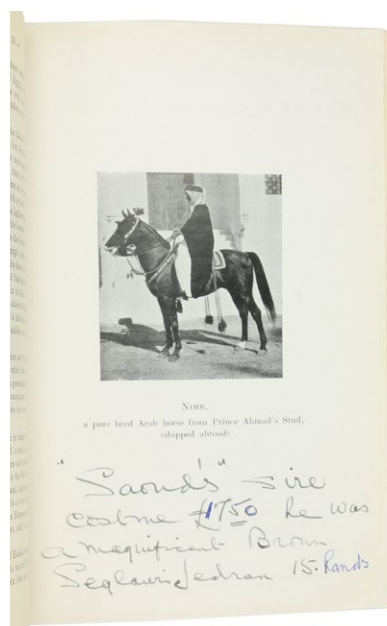 NIMR,
a pure bred Arab horse from Prince Ahmad's Stud,
(shipped abroad)
"Saoud's" sire
cost me £1750 he was
a magnificent Brown
Seglawi Jedran 15. hands